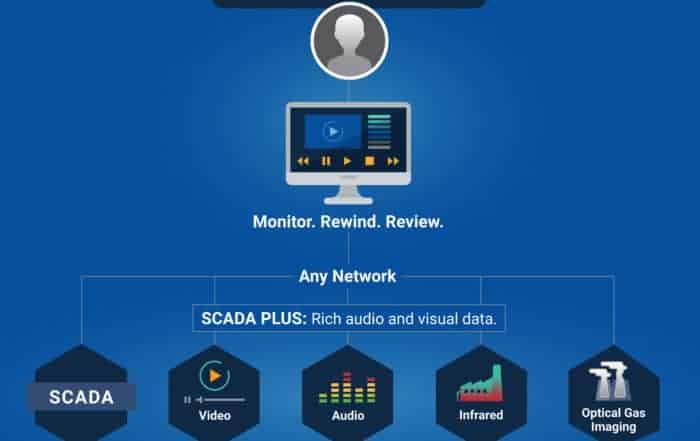 Monitor. Rewind. Review.
Any Network
SCADA PLUS: Rich audio and visual data.
SCADA
Video
Audio
Infrared
Optical Gas
Imaging